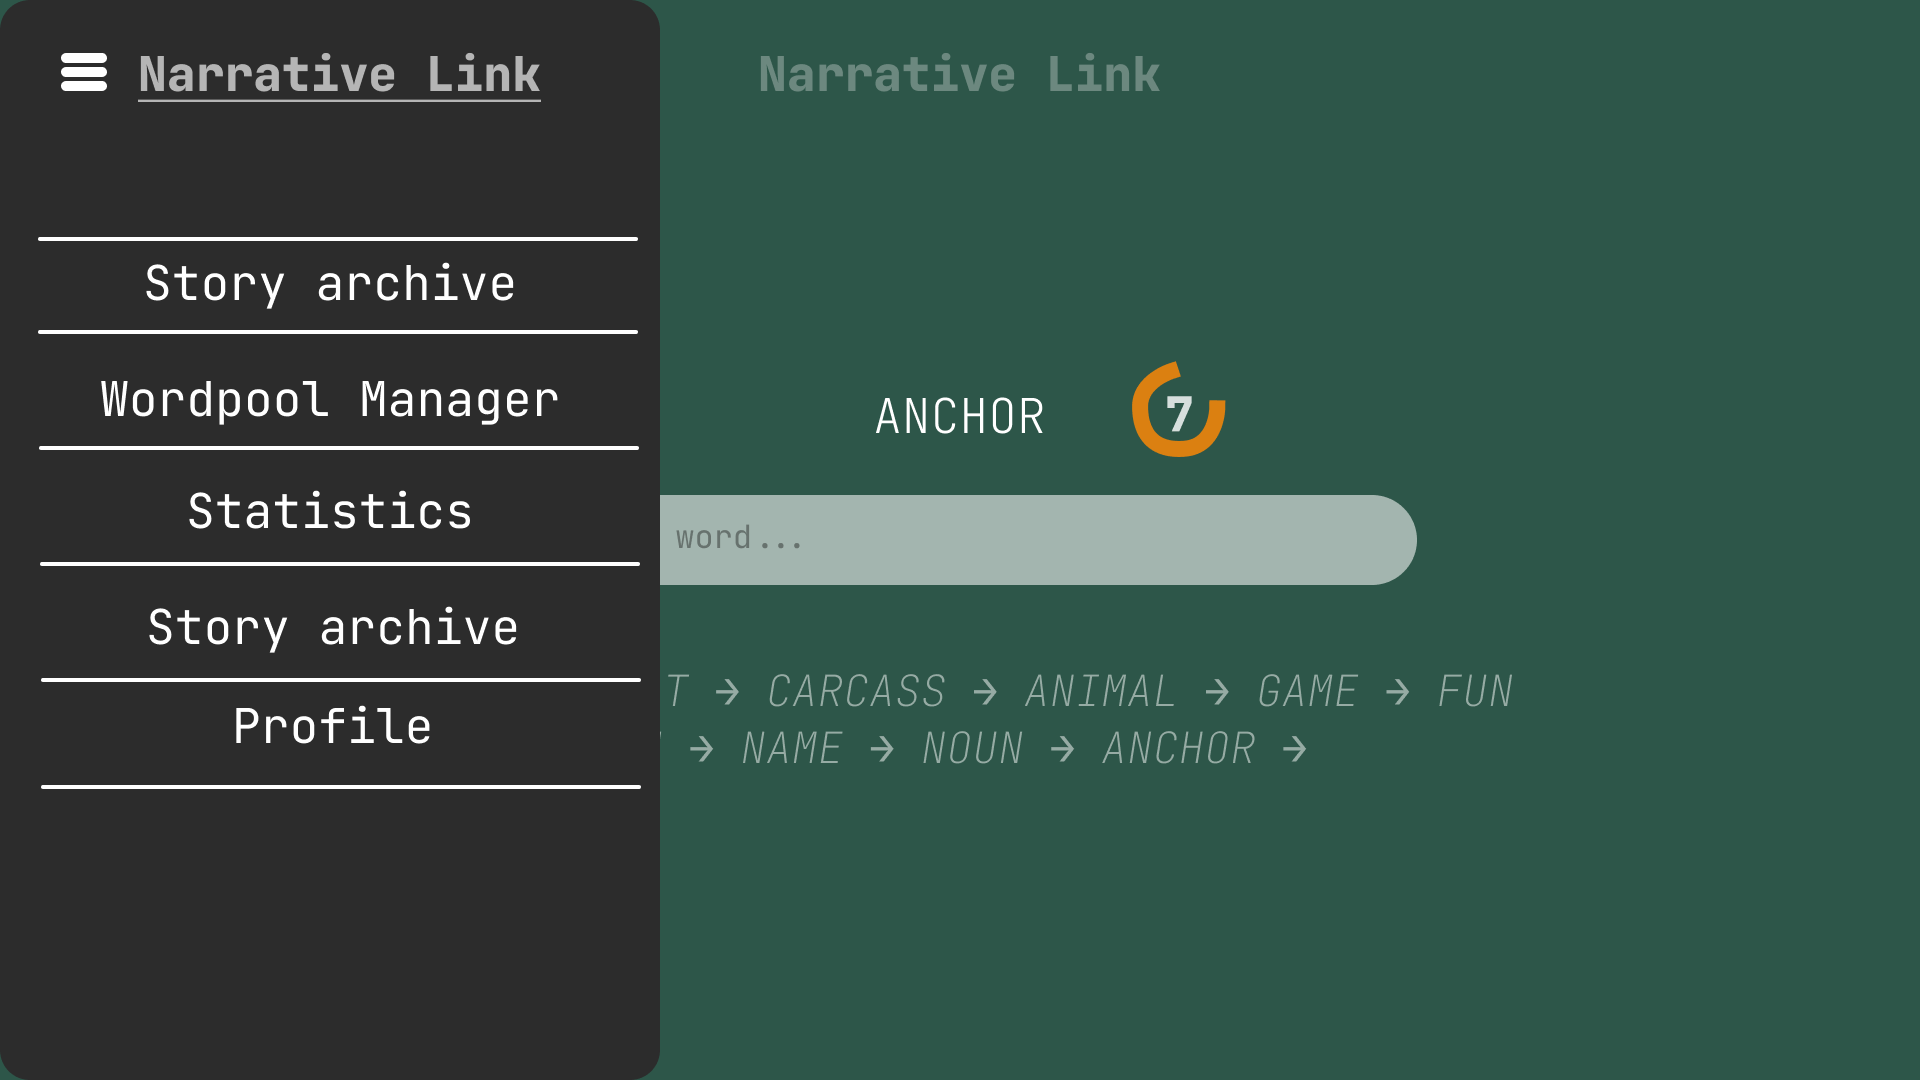 Narrative Link
Narrative Link
Story archive
Wordpool Manager
Statistics
Story archive
Profile
ANCHOR
7
word...
T → CARCASS → ANIMAL → GAME → FUN
→ NAME → NOUN → ANCHOR →